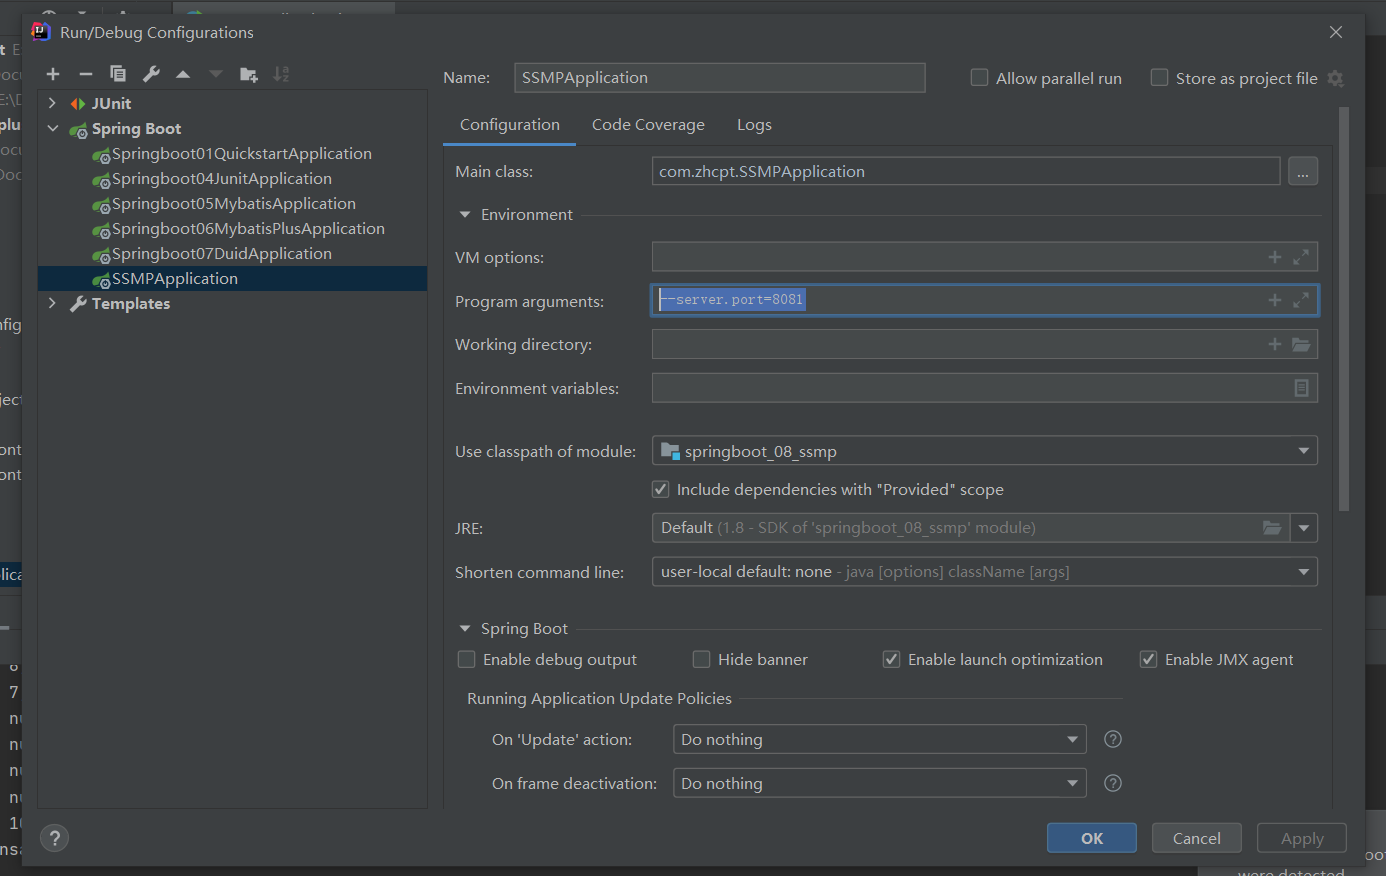 Run/Debug Configurations
Name:
SSMPApplication
Allow parallel run
Store as project file
JUnit
Spring Boot
Springboot01QuickstartApplication
Springboot04JunitApplication
Springboot05MybatisApplication
Springboot06MybatisPlusApplication
Springboot07DuidApplication
SSMPApplication
Templates
Configuration
Code Coverage
Logs
Main class:
com.zhcpt.SSMPApplication
...
Environment
VM options:
Program arguments:
--server.port=8081
Working directory:
Environment variables:
Use classpath of module:
springboot_08_ssmp
Include dependencies with "Provided" scope
JRE:
Default (1.8 - SDK of 'springboot_08_ssmp' module)
Shorten command line:
user-local default: none - java [options] className [args]
Spring Boot
Enable debug output
Hide banner
Enable launch optimization
Enable JMX agent
Running Application Update Policies
On 'Update' action:
Do nothing
?
On frame deactivation:
Do nothing
?
?
OK
Cancel
Apply
were detected